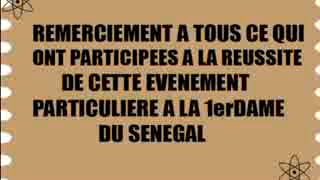 REMERCIEMENT A TOUS CE QUI
ONT PARTICIPEES A LA REUSSITE
DE CETTE EVENEMENT
PARTICULIERE A LA 1erDAME
DU SENEGAL